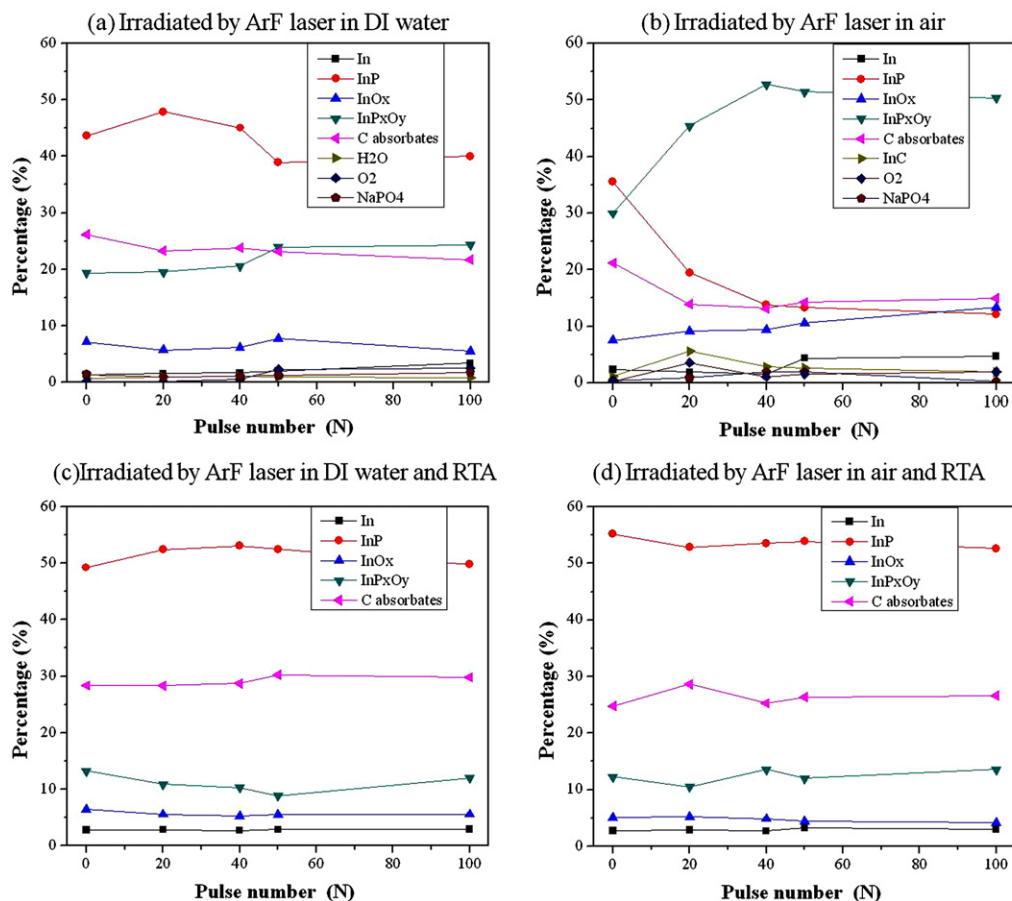 (a) Irradiated by ArF laser in DI water
60
50
40
30
20
10
0
Percentage (%)
In
InP
InOx
InPxOy
C absorbates
H2O
O2
NaPO4
0 20 40 60 80 100
Pulse number (N)
(b) Irradiated by ArF laser in air
60
50
40
30
20
10
0
Percentage (%)
In
InP
InOx
InPxOy
C absorbates
InC
O2
NaPO4
0 20 40 60 80 100
Pulse number (N)
(c)Irradiated by ArF laser in DI water and RTA
60
50
40
30
20
10
0
Percentage (%)
In
InP
InOx
InPxOy
C absorbates
0 20 40 60 80 100
Pulse number (N)
(d) Irradiated by ArF laser in air and RTA
60
50
40
30
20
10
0
Percentage (%)
In
InP
InOx
InPxOy
C absorbates
0 20 40 60 80 100
Pulse number (N)